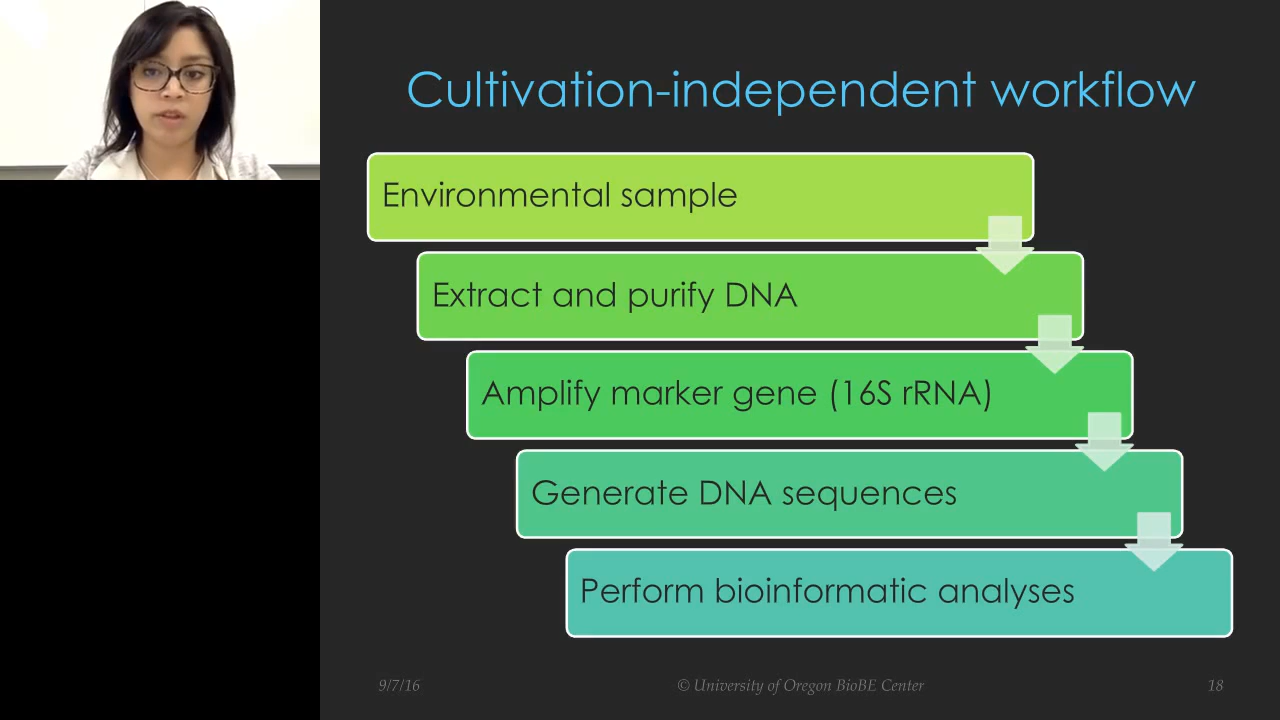 Cultivation-independent workflow
Environmental sample
Extract and purify DNA
Amplify marker gene (16S rRNA)
Generate DNA sequences
Perform bioinformatic analyses
9/7/16
© University of Oregon BioBE Center
18